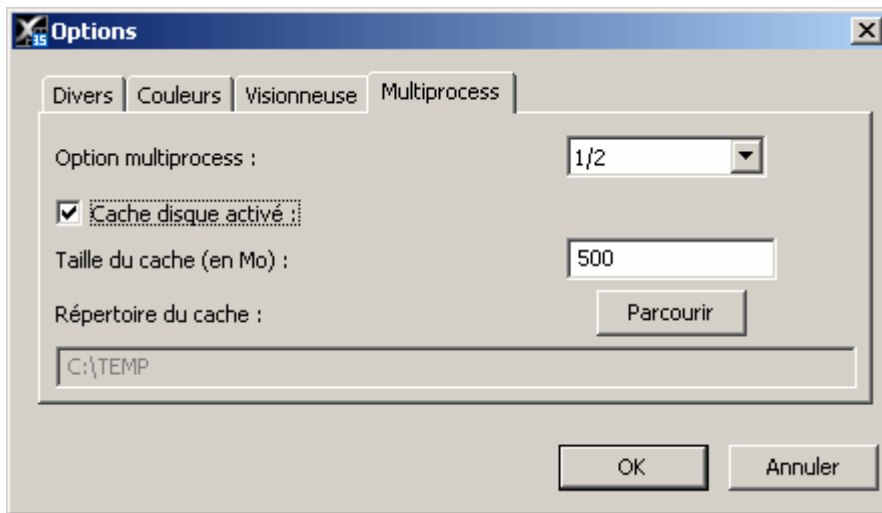 Options
Divers Couleurs Visionneuse Multiprocess
Option multiprocess : 1/2
Cache disque activé :
Taille du cache (en Mo) : 500
Répertoire du cache : Parcourir
C:\TEMP
OK Annuler